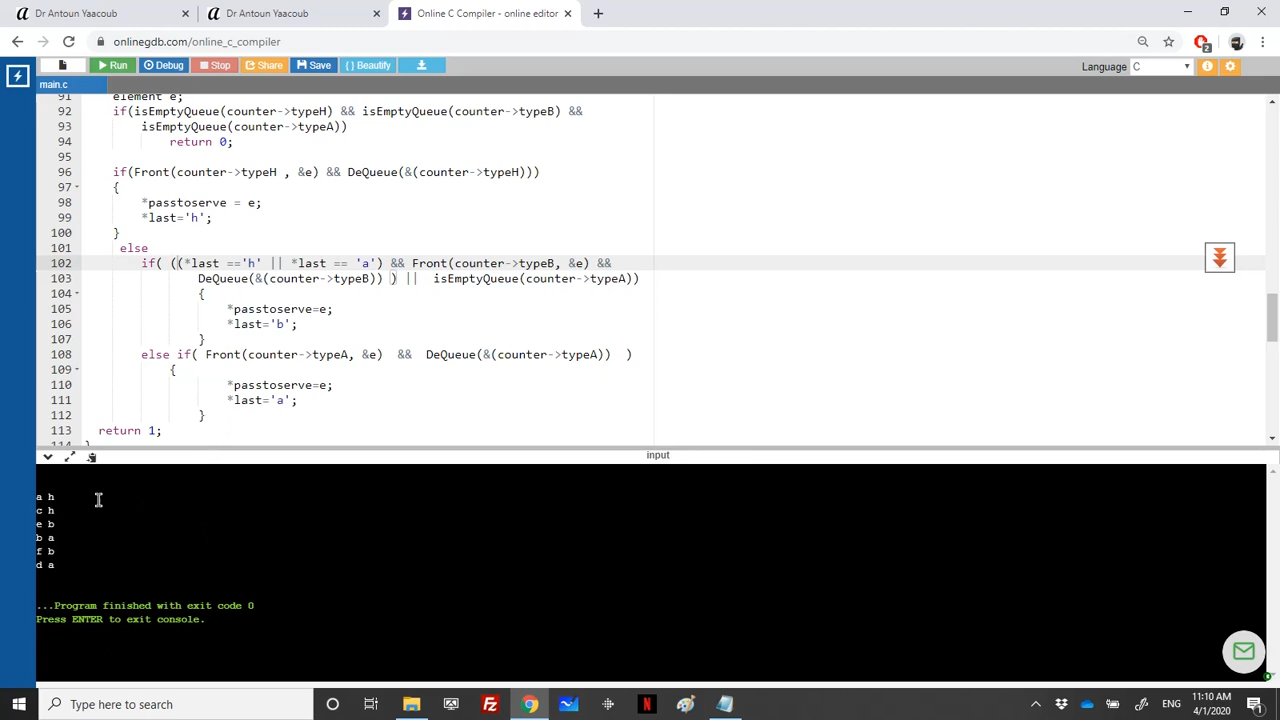 Dr Antoun Yaacoub
Dr Antoun Yaacoub
Online C Compiler - online editor
onlinegdb.com/online_c_compiler
2
Run
Debug
Stop
Share
Save
{ } Beautify
Language
C
main.c
91 element e;
92 if(isEmptyQueue(counter->typeH) && isEmptyQueue(counter->typeB) &&
93 isEmptyQueue(counter->typeA))
94 return 0;
95
96 if(Front(counter->typeH , &e) && DeQueue(&(counter->typeH)))
97 {
98 *passtoserve = e;
99 *last='h';
100 }
101 else
102 if( ((*last =='h' || *last == 'a') && Front(counter->typeB, &e) &&
103 DeQueue(&(counter->typeB)) ) || isEmptyQueue(counter->typeA))
104 {
105 *passtoserve=e;
106 *last='b';
107 }
108 else if( Front(counter->typeA, &e) && DeQueue(&(counter->typeA)) )
109 {
110 *passtoserve=e;
111 *last='a';
112 }
113 return 1;
114 }
input
a h
c h
e b
b a
f b
d a
...Program finished with exit code 0
Press ENTER to exit console.
Type here to search
ENG
11:10 AM
4/1/2020
1